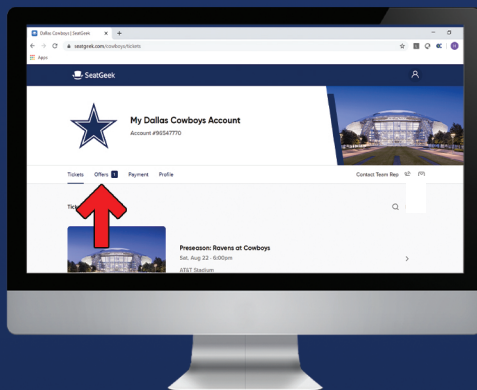 Dallas Cowboys | SeatGeek
seatgeek.com/cowboys/tickets
Apps
SeatGeek
My Dallas Cowboys Account
Account #96547770
Tickets Offers 1 Payment Profile Contact Team Rep
Preseason: Ravens at Cowboys
Sat, Aug 22 - 6:00pm
AT&T Stadium